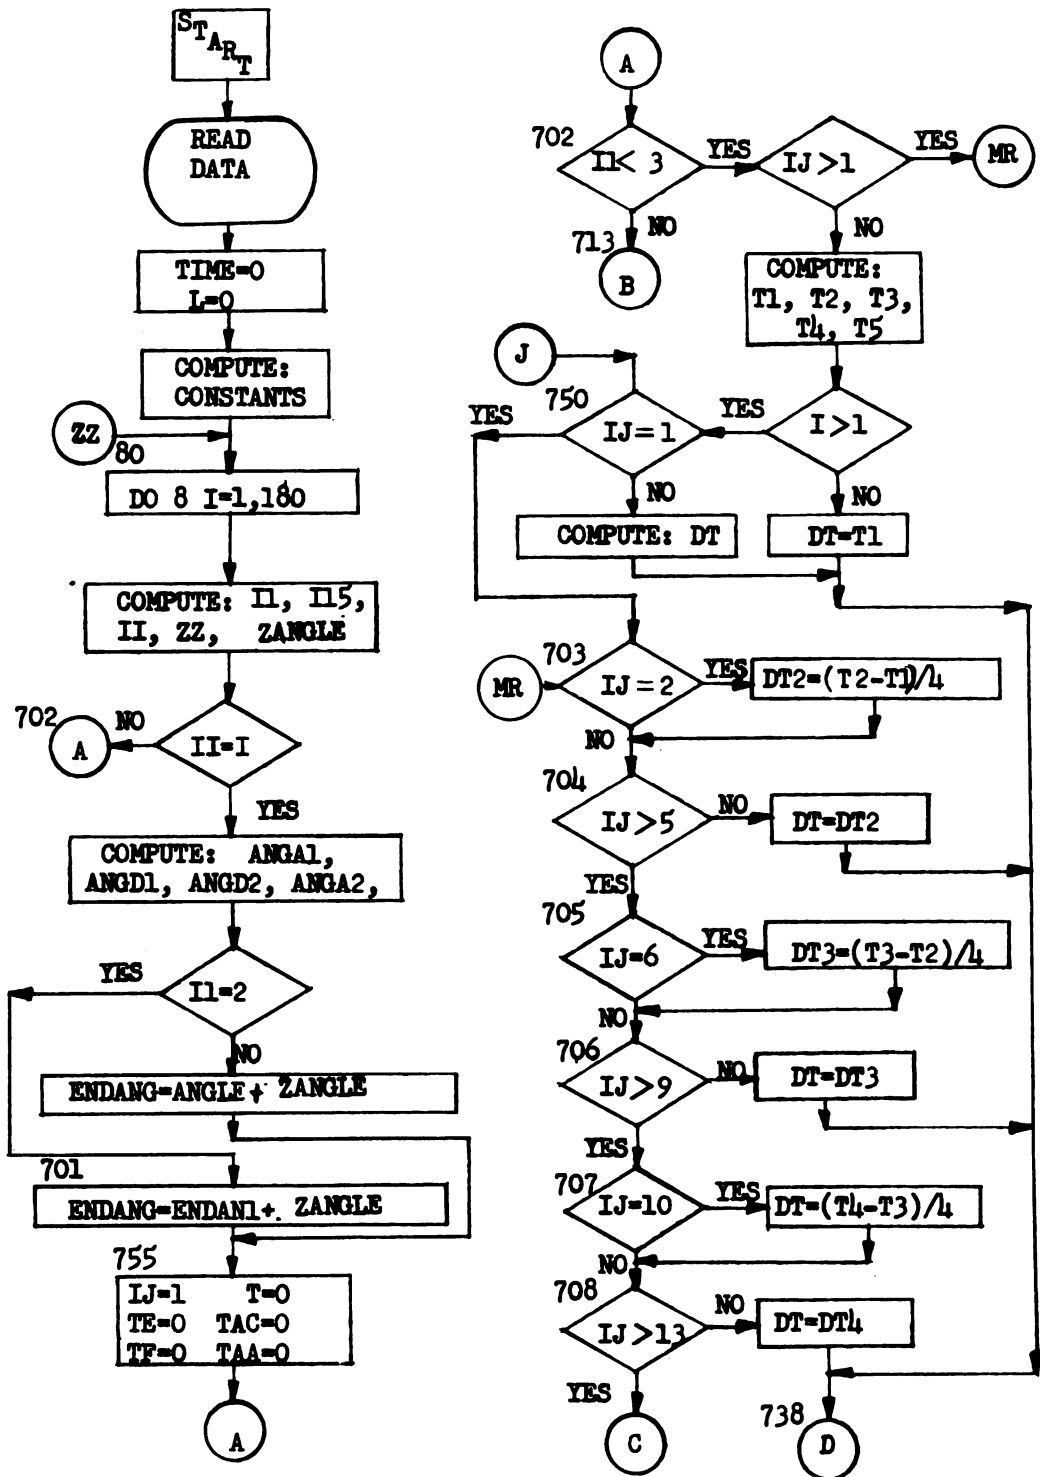 START
READ
DATA
TIME=0
L=0
COMPUTE:
CONSTANTS
ZZ
80
DO 8 I=1,180
COMPUTE: I1, I15,
II, ZZ, ZANGLE
702
NO
A
II=I
YES
COMPUTE: ANGA1,
ANGD1, ANGD2, ANGA2,
YES
I1=2
NO
ENDANG=ANGLE+ ZANGLE
701
ENDANG=ENDAN1+. ZANGLE
755
IJ=1 T=0
TE=0 TAC=0
TF=0 TAA=0
A
A
702
I1< 3
YES
IJ >1
YES
MR
NO
713
B
NO
COMPUTE:
T1, T2, T3,
T4, T5
J
750
YES
IJ= 1
YES
I >1
NO
NO
COMPUTE: DT
DT=T1
703
MR
IJ=2
YES
DT2=(T2-T1)/4
NO
704
IJ >5
NO
DT=DT2
YES
705
IJ=6
YES
DT3=(T3-T2)/4
NO
706
IJ >9
NO
DT=DT3
YES
707
IJ=10
YES
DT=(T4-T3)/4
NO
708
IJ >13
NO
DT=DT4
YES
C
738
D